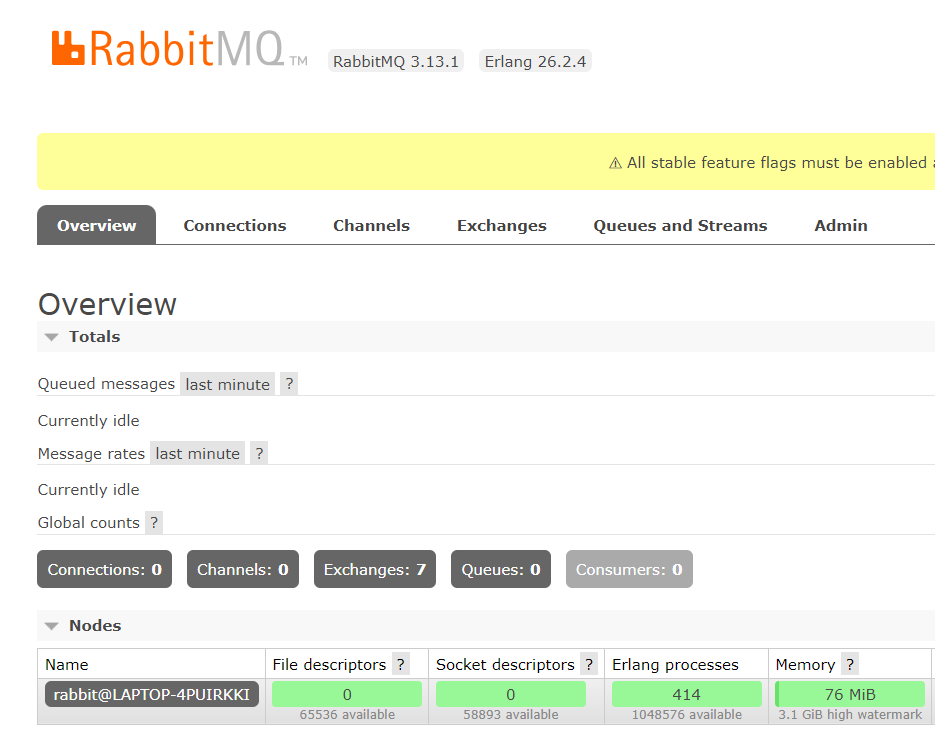 RabbitMQ TM RabbitMQ 3.13.1 Erlang 26.2.4
⚠ All stable feature flags must be enabled
Overview Connections Channels Exchanges Queues and Streams Admin
Overview
Totals
Queued messages last minute ?
Currently idle
Message rates last minute ?
Currently idle
Global counts ?
Connections: 0 Channels: 0 Exchanges: 7 Queues: 0 Consumers: 0
Nodes
Name File descriptors ? Socket descriptors ? Erlang processes Memory ?
rabbit@LAPTOP-4PUIRKKI 0 0 414 76 MiB
65536 available 58893 available 1048576 available 3.1 GiB high watermark